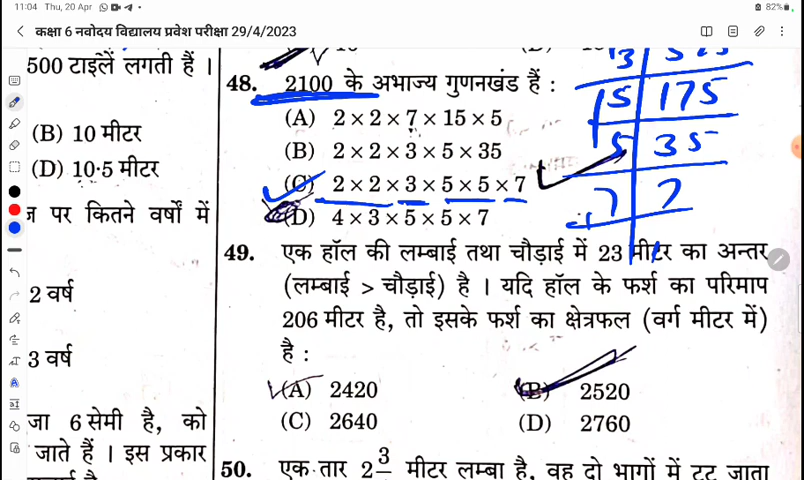 11:04 Thu, 20 Apr
82%
कक्षा 6 नवोदय विद्यालय प्रवेश परीक्षा 29/4/2023
500 टाइलें लगती हैं ।
(B) 10 मीटर
(D) 10·5 मीटर
पर कितने वर्षों में
2 वर्ष
3 वर्ष
जा 6 सेमी है, को
जाते हैं । इस प्रकार
48. 2100 के अभाज्य गुणनखंड हैं :
(A) 2 × 2 × 7 × 15 × 5
(B) 2 × 2 × 3 × 5 × 35
(C) 2 × 2 × 3 × 5 × 5 × 7
(D) 4 × 3 × 5 × 5 × 7
5 175
5 35
7 7
49. एक हॉल की लम्बाई तथा चौड़ाई में 23 मीटर का अन्तर
(लम्बाई > चौड़ाई) है । यदि हॉल के फर्श का परिमाप
206 मीटर है, तो इसके फर्श का क्षेत्रफल (वर्ग मीटर में)
है :
(A) 2420 (B) 2520
(C) 2640 (D) 2760
50. एक तार 2 3 मीटर लम्बा है, वह दो भागों में टूट जाता